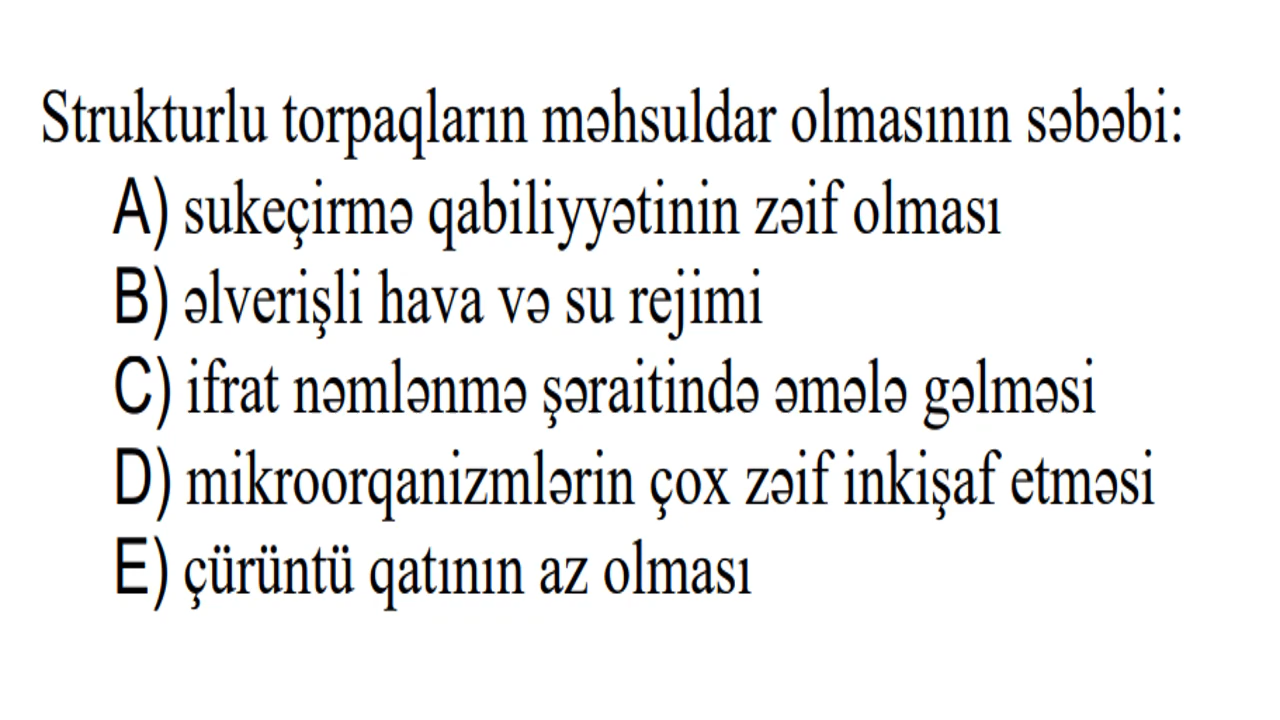 Strukturlu torpaqların məhsuldar olmasının səbəbi:
A) sukeçirmə qabiliyyətinin zəif olması
B) əlverişli hava və su rejimi
C) ifrat nəmlənmə şəraitində əmələ gəlməsi
D) mikroorqanizmlərin çox zəif inkişaf etməsi
E) çürüntü qatının az olması